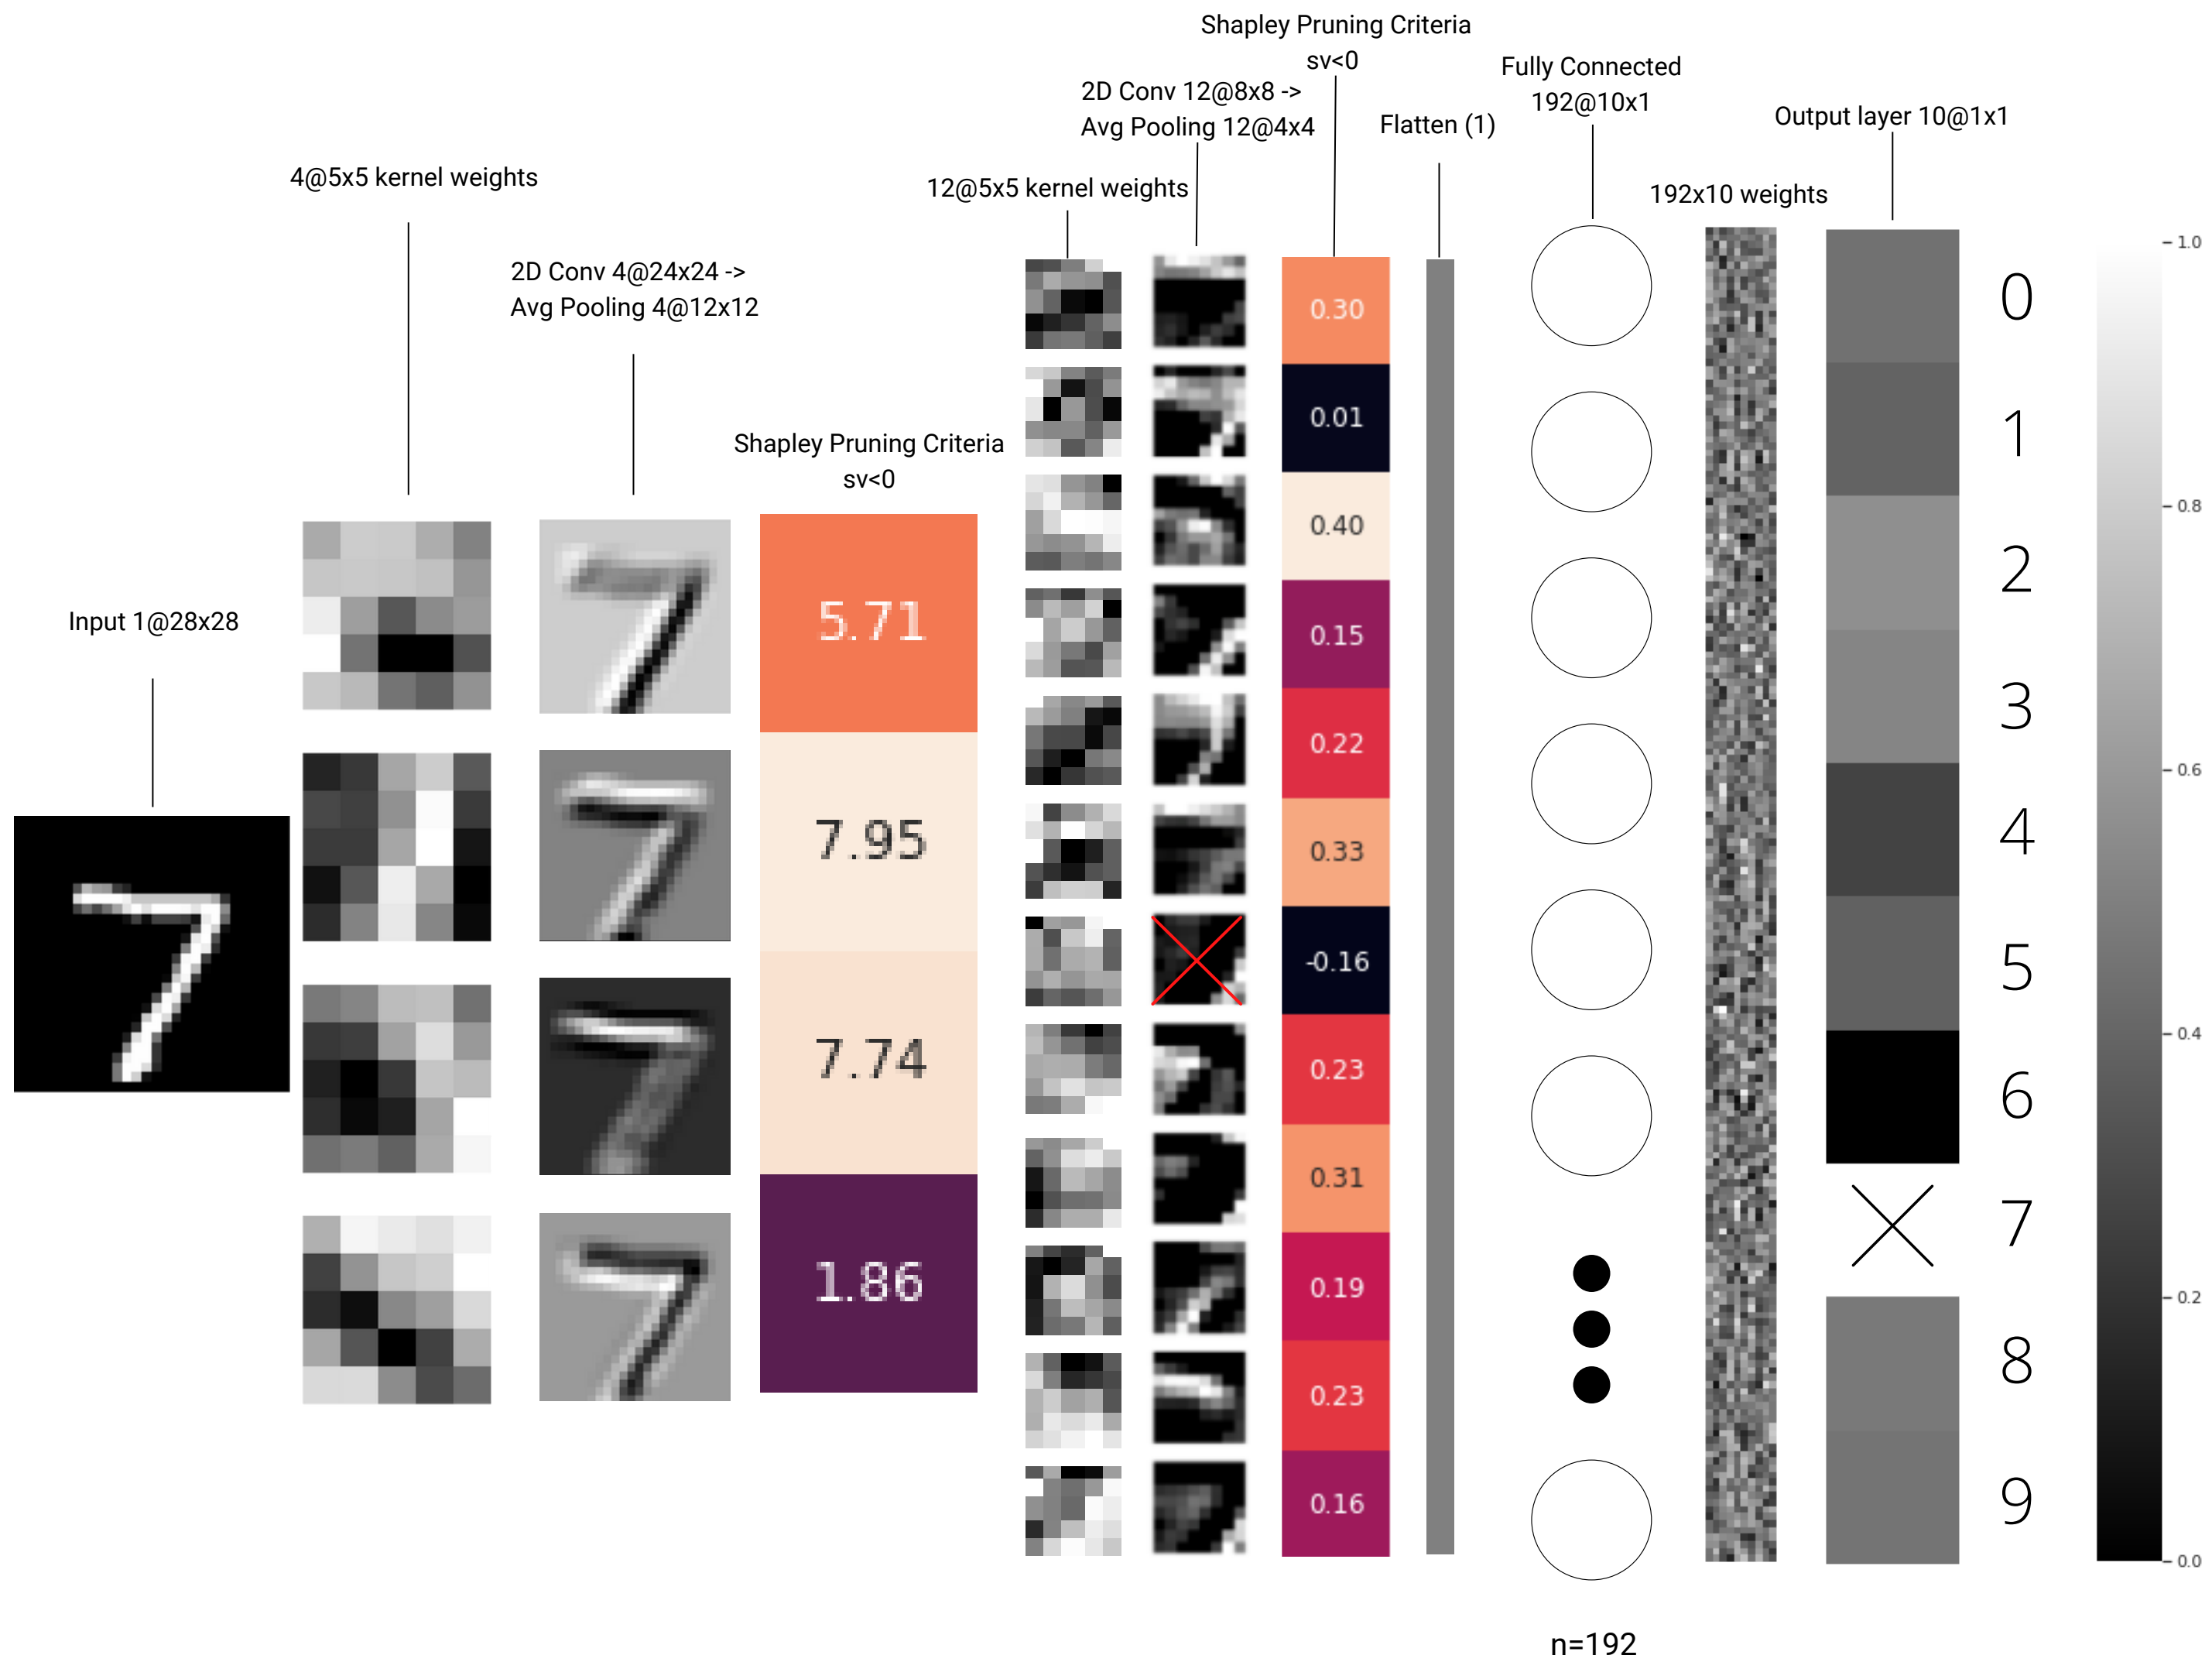 Input 1@28x28
4@5x5 kernel weights
2D Conv 4@24x24 ->
Avg Pooling 4@12x12
Shapley Pruning Criteria
sv<0
5.71
7.95
7.74
1.86
12@5x5 kernel weights
2D Conv 12@8x8 ->
Avg Pooling 12@4x4
Shapley Pruning Criteria
sv<0
0.30
0.01
0.40
0.15
0.22
0.33
-0.16
0.23
0.31
0.19
0.23
0.16
Flatten (1)
Fully Connected
192@10x1
n=192
192x10 weights
Output layer 10@1x1
0
1
2
3
4
5
6
7
8
9
1.0
0.8
0.6
0.4
0.2
0.0